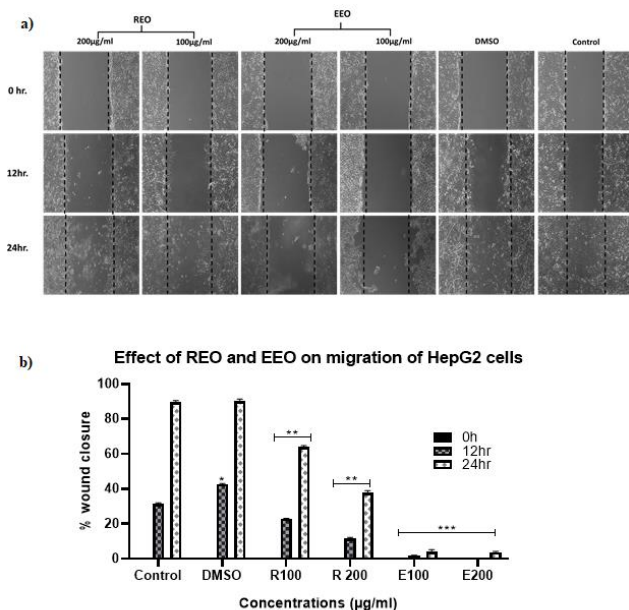 a)
REO EEO
200µg/ml 100µg/ml 200µg/ml 100µg/ml DMSO Control
0 hr.
12hr.
24hr.
b)
Effect of REO and EEO on migration of HepG2 cells
% wound closure
100
80
60
40
20
0
*
**
**
***
0h
12hr
24hr
Control DMSO R100 R 200 E100 E200
Concentrations (µg/ml)